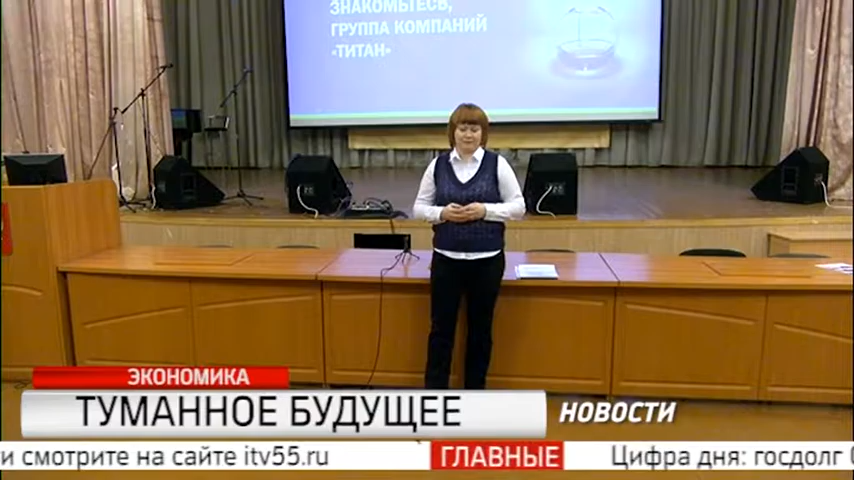 ЗНАКОМЬТЕСЬ,
ГРУППА КОМПАНИЙ
«ТИТАН»
ЭКОНОМИКА
ТУМАННОЕ БУДУЩЕЕ
НОВОСТИ
и смотрите на сайте itv55.ru
ГЛАВНЫЕ
Цифра дня: госдолг